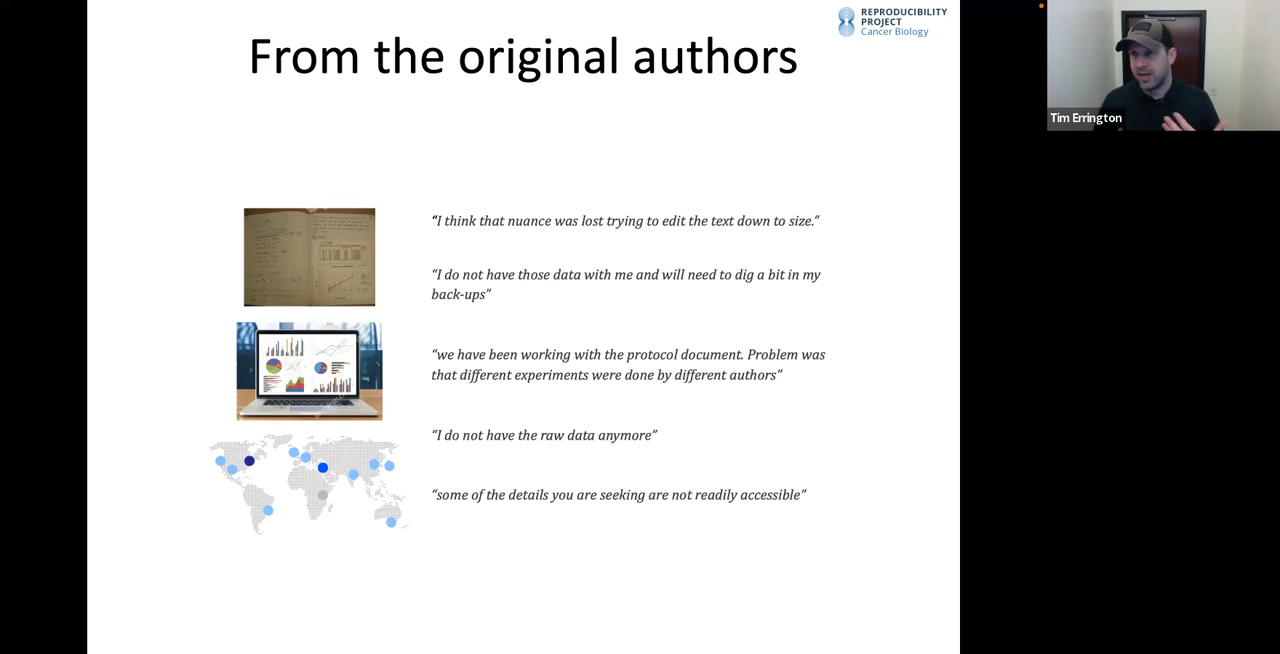 From the original authors
REPRODUCIBILITY
PROJECT
Cancer Biology
Tim Errington
“I think that nuance was lost trying to edit the text down to size.”
“I do not have those data with me and will need to dig a bit in my
back-ups”
“we have been working with the protocol document. Problem was
that different experiments were done by different authors”
“I do not have the raw data anymore”
“some of the details you are seeking are not readily accessible”